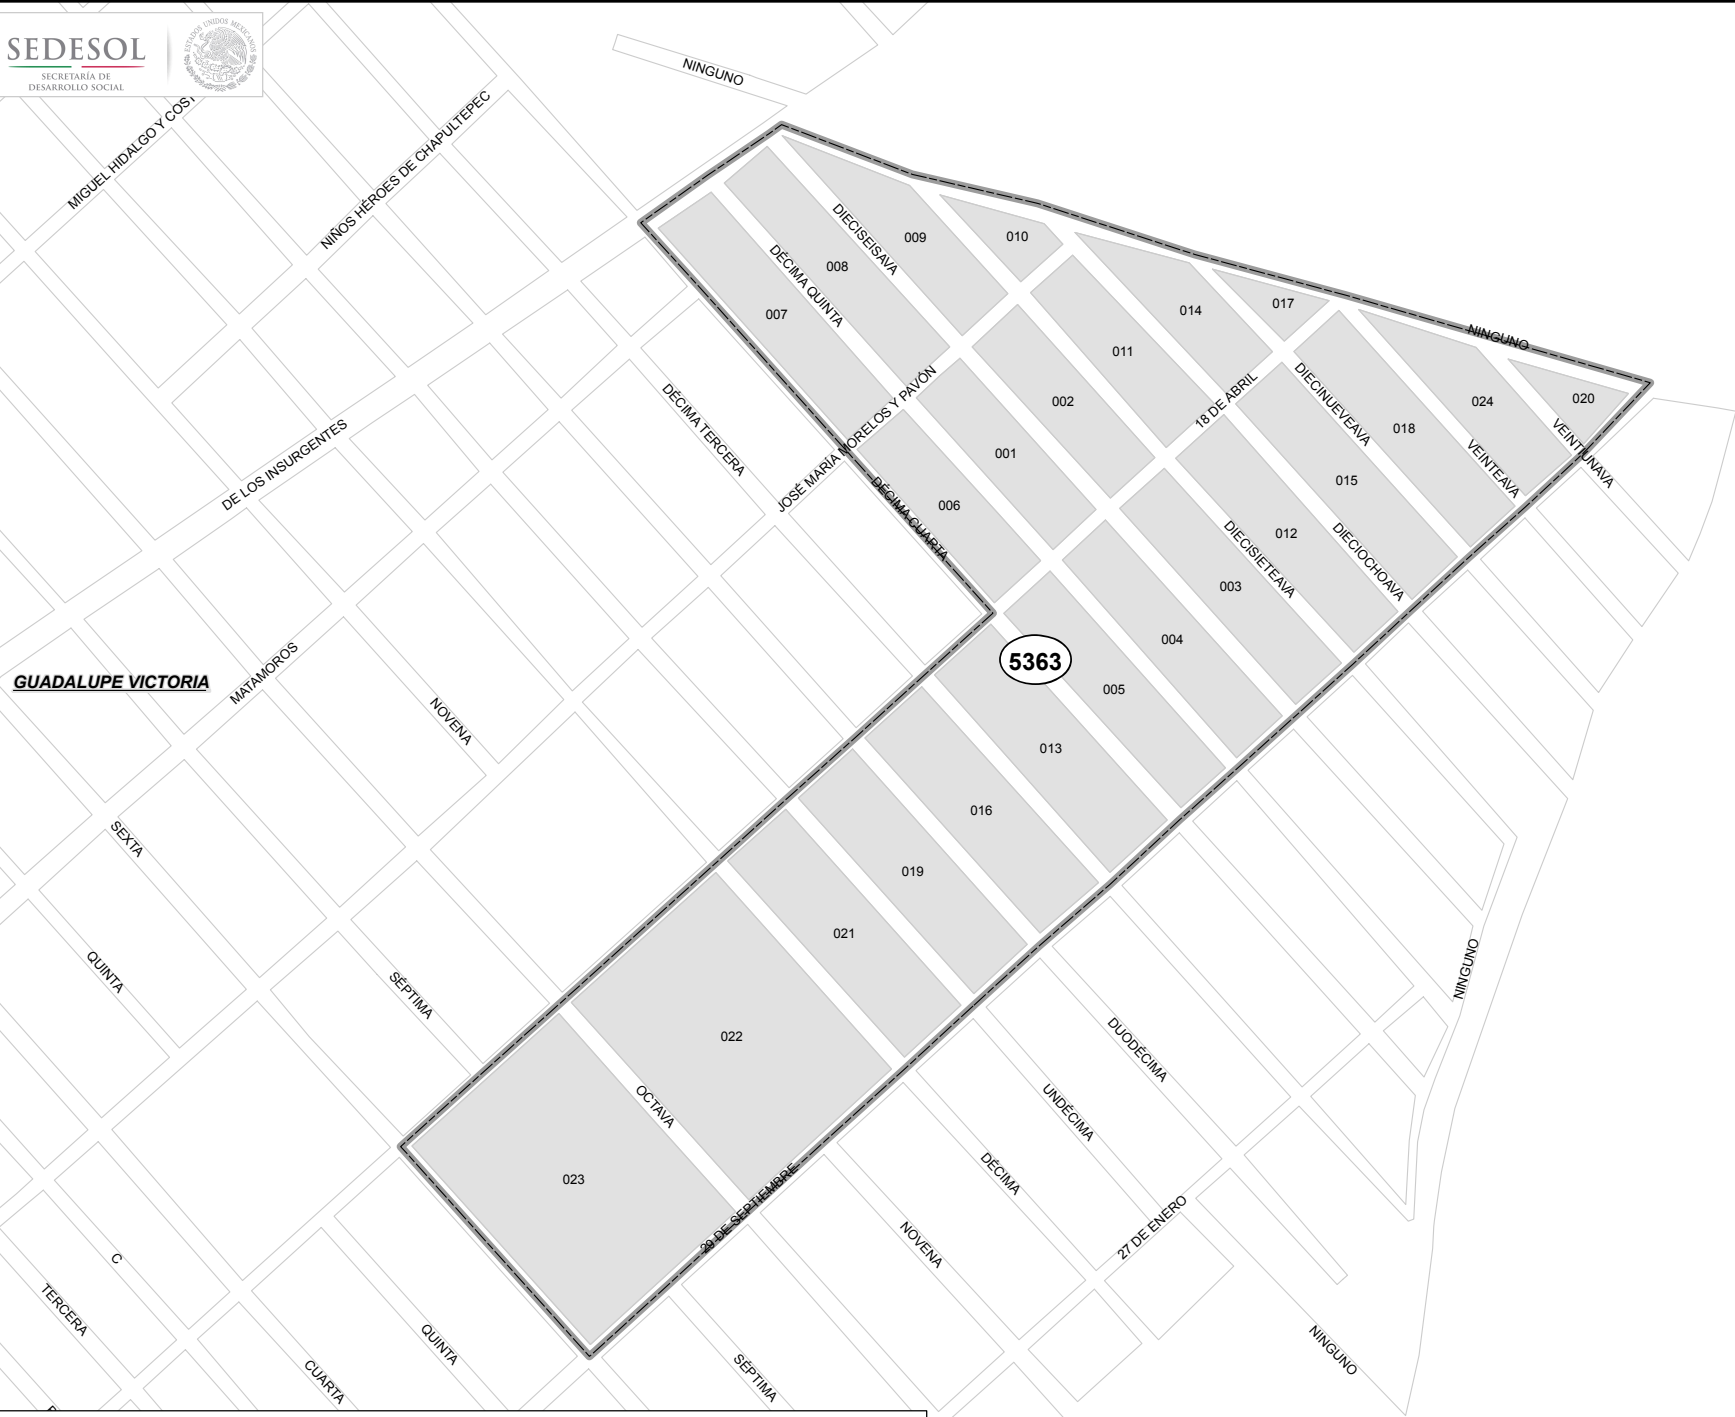 SEDESOL
SECRETARÍA DE
DESARROLLO SOCIAL
ESTADOS UNIDOS MEXICANOS
NINGUNO
MIGUEL HIDALGO Y
NIÑOS HÉROES DE CHAPULTEPEC
DIECISEISAVA
009
010
DÉCIMA QUINTA
008
007
014
017
011
NINGUNO
DÉCIMA TERCERA
JOSÉ MARÍA MORELOS Y PAVÓN
002
18 DE ABRIL
DIECINUEVEAVA
024
020
018
VEINTIUNAVA
DE LOS INSURGENTES
001
VEINTEAVA
015
DÉCIMA CUARTA
006
012
DIECISIETEAVA
DIECIOCHOAVA
003
004
5363
GUADALUPE VICTORIA
MATAMOROS
005
NOVENA
013
016
SEXTA
019
021
QUINTA
SÉPTIMA
NINGUNO
022
DUODÉCIMA
OCTAVA
UNDÉCIMA
023
DÉCIMA
29 DE SEPTIEMBRE
27 DE ENERO
NOVENA
C
TERCERA
QUINTA
NINGUNO
CUARTA
SÉPTIMA